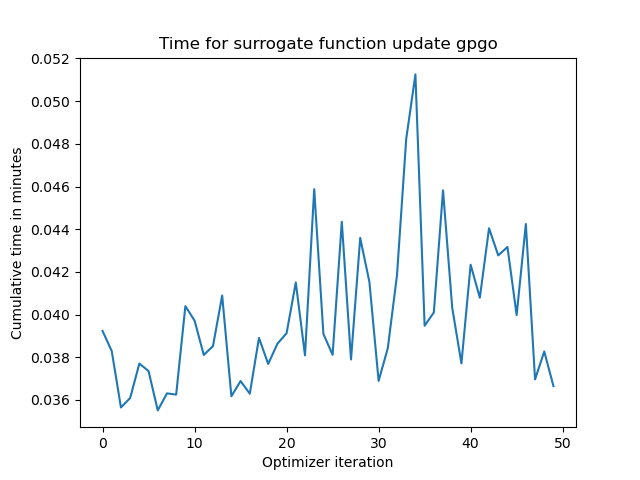 Time for surrogate function update gpgo
0.052
0.050
0.048
0.046
0.044
0.042
0.040
0.038
0.036
Cumulative time in minutes
0 10 20 30 40 50
Optimizer iteration